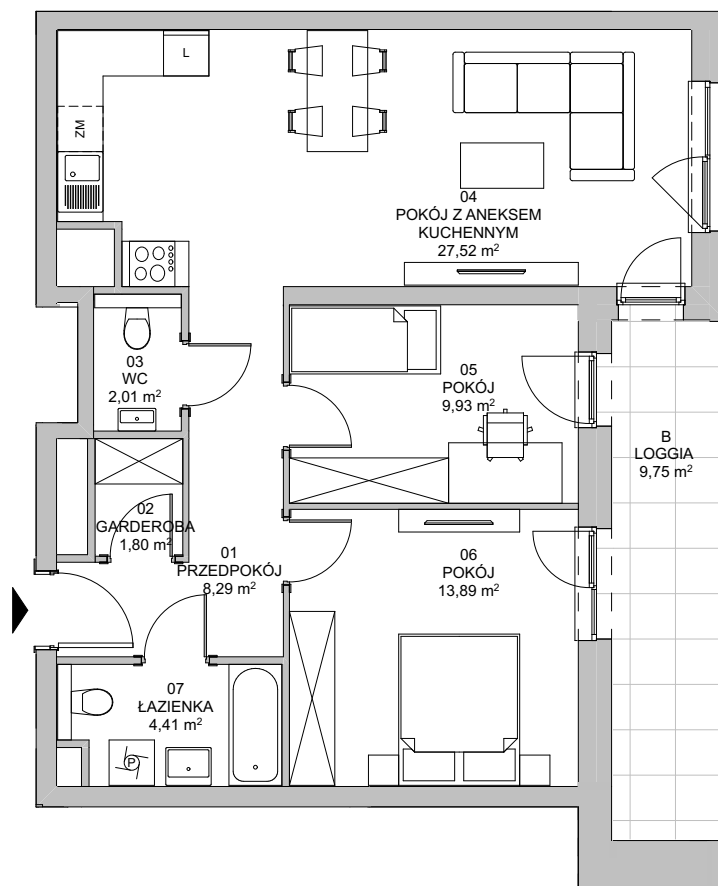 L
ZM
04
POKÓJ Z ANEKSEM
KUCHENNYM
27,52 m²
03
WC
2,01 m²
05
POKÓJ
9,93 m²
B
LOGGIA
9,75 m²
02
GARDEROBA
1,80 m²
01
PRZEDPOKÓJ
8,29 m²
06
POKÓJ
13,89 m²
07
ŁAZIENKA
4,41 m²
P